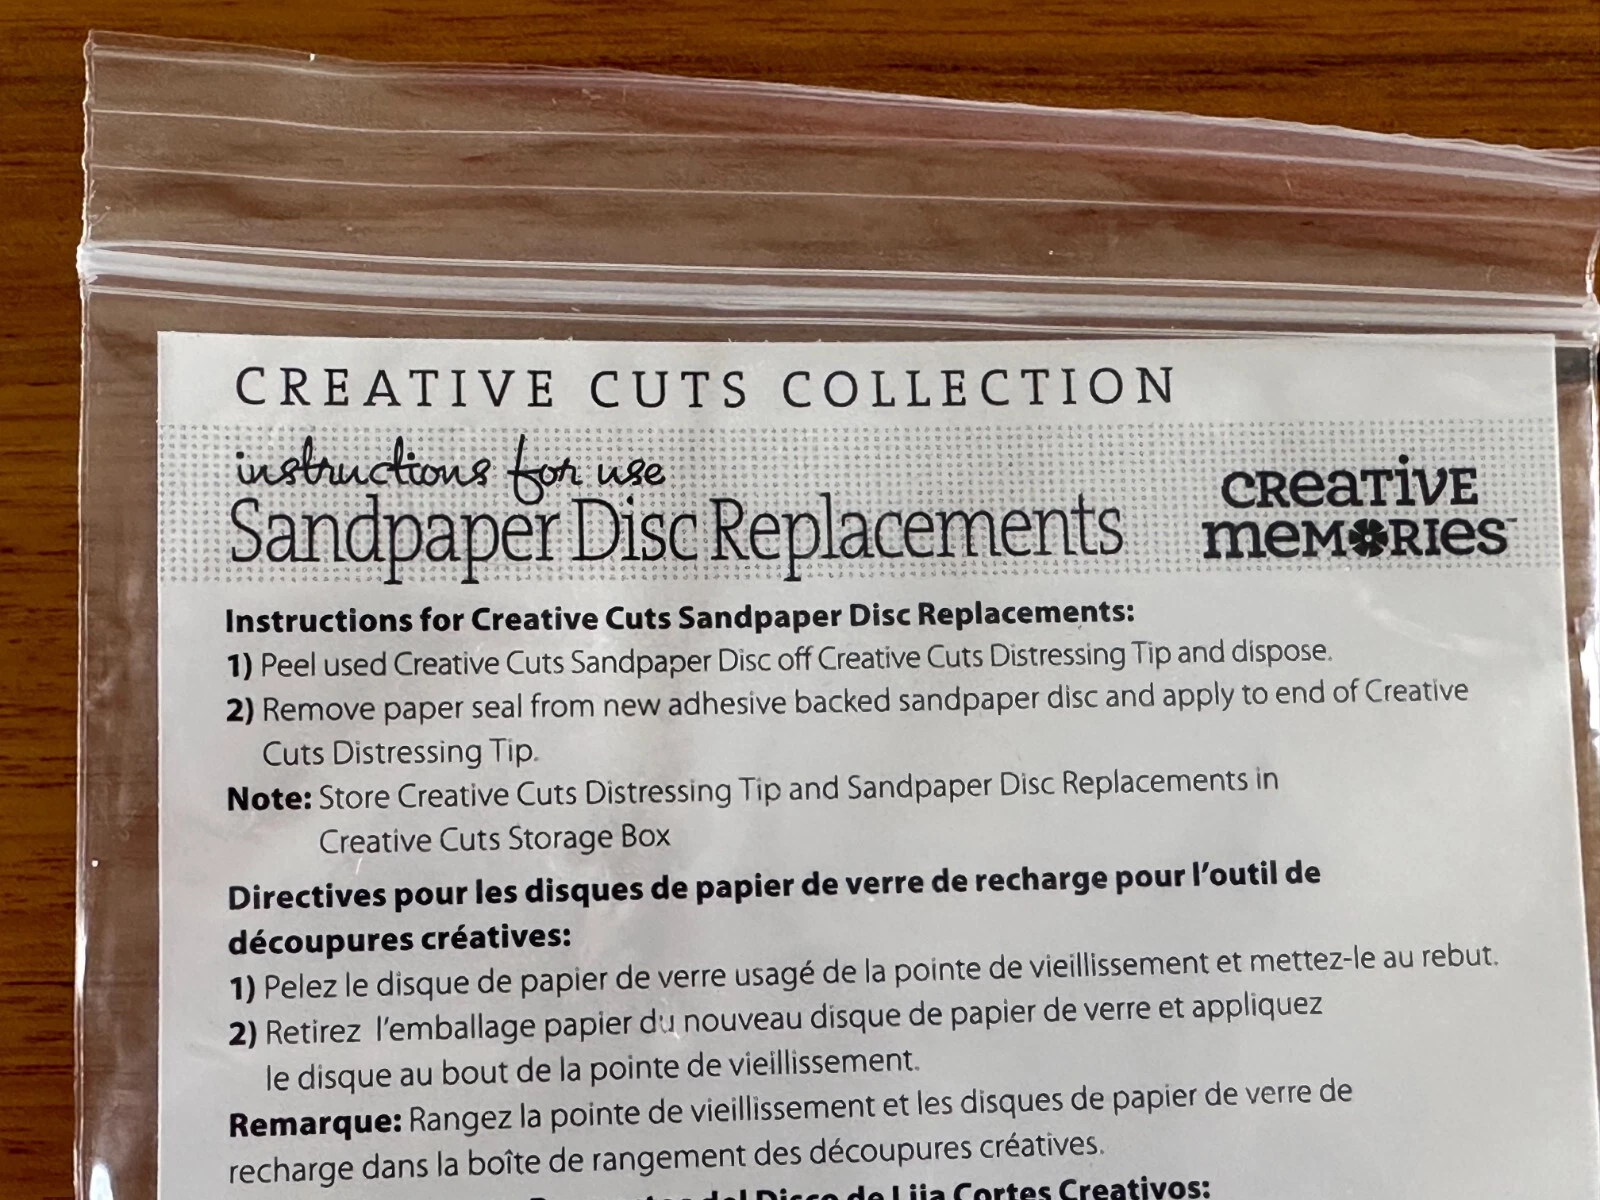 CREATIVE CUTS COLLECTION
instructions for use
Sandpaper Disc Replacements
CREATIVE
MEMORIES™
Instructions for Creative Cuts Sandpaper Disc Replacements:
1) Peel used Creative Cuts Sandpaper Disc off Creative Cuts Distressing Tip and dispose.
2) Remove paper seal from new adhesive backed sandpaper disc and apply to end of Creative
Cuts Distressing Tip.
Note: Store Creative Cuts Distressing Tip and Sandpaper Disc Replacements in
Creative Cuts Storage Box
Directives pour les disques de papier de verre de recharge pour l'outil de
découpures créatives:
1) Pelez le disque de papier de verre usagé de la pointe de vieillissement et mettez-le au rebut.
2) Retirez l'emballage papier du nouveau disque de papier de verre et appliquez
le disque au bout de la pointe de vieillissement.
Remarque: Rangez la pointe de vieillissement et les disques de papier de verre de
recharge dans la boîte de rangement des découpures créatives.
del Disco de Lija Cortes Creativos: